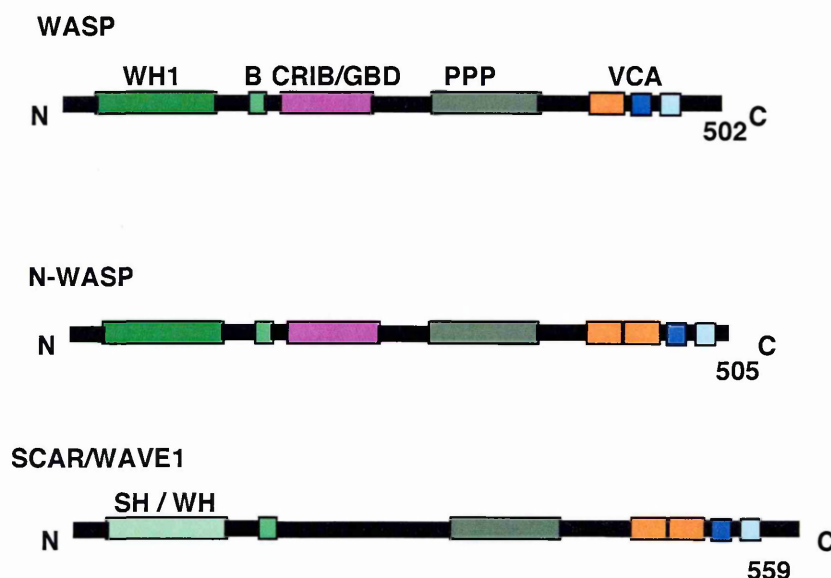 WASP
WH1 B CRIB/GBD PPP VCA
N C
502
N-WASP
N C
505
SCAR/WAVE1
SH / WH
N C
559